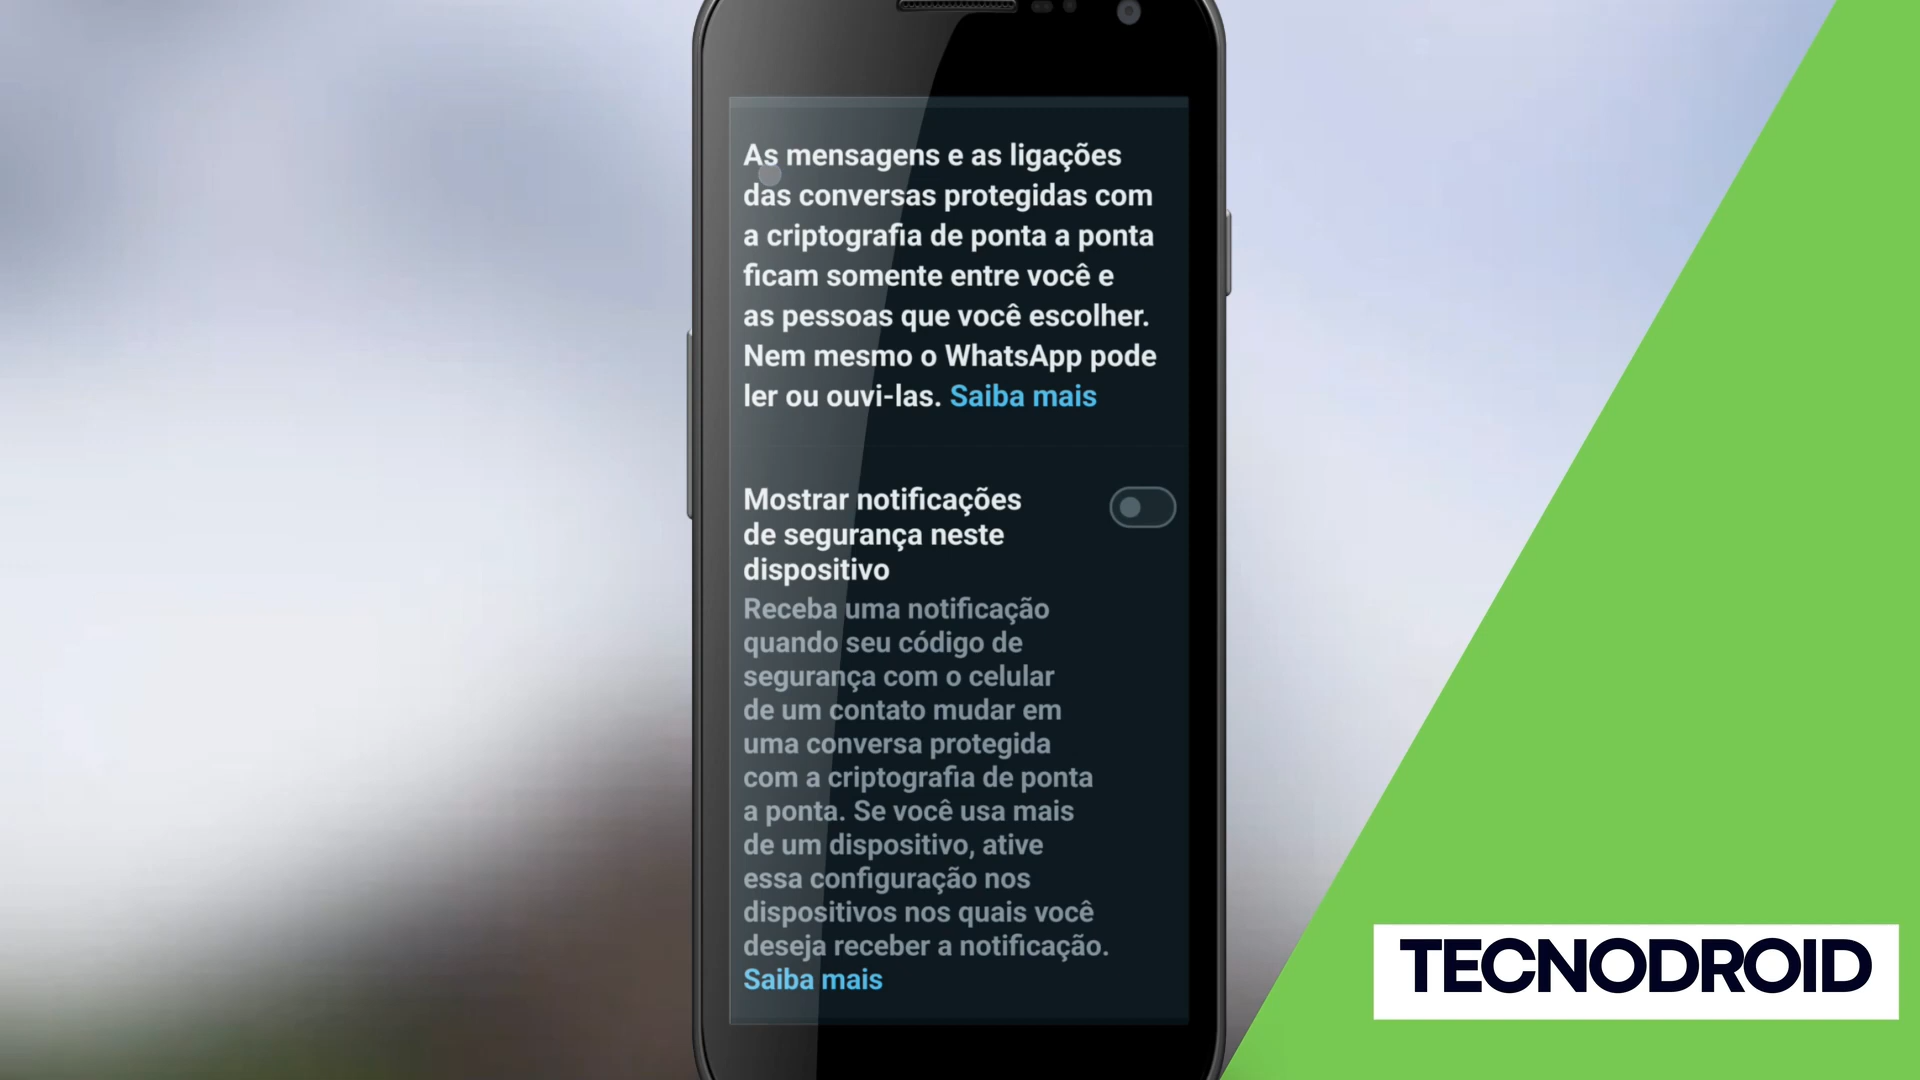 As mensagens e as ligações
das conversas protegidas com
a criptografia de ponta a ponta
ficam somente entre você e
as pessoas que você escolher.
Nem mesmo o WhatsApp pode
ler ou ouvi-las. Saiba mais
Mostrar notificações
de segurança neste
dispositivo
Receba uma notificação
quando seu código de
segurança com o celular
de um contato mudar em
uma conversa protegida
com a criptografia de ponta
a ponta. Se você usa mais
de um dispositivo, ative
essa configuração nos
dispositivos nos quais você
deseja receber a notificação.
Saiba mais
TECNODROID